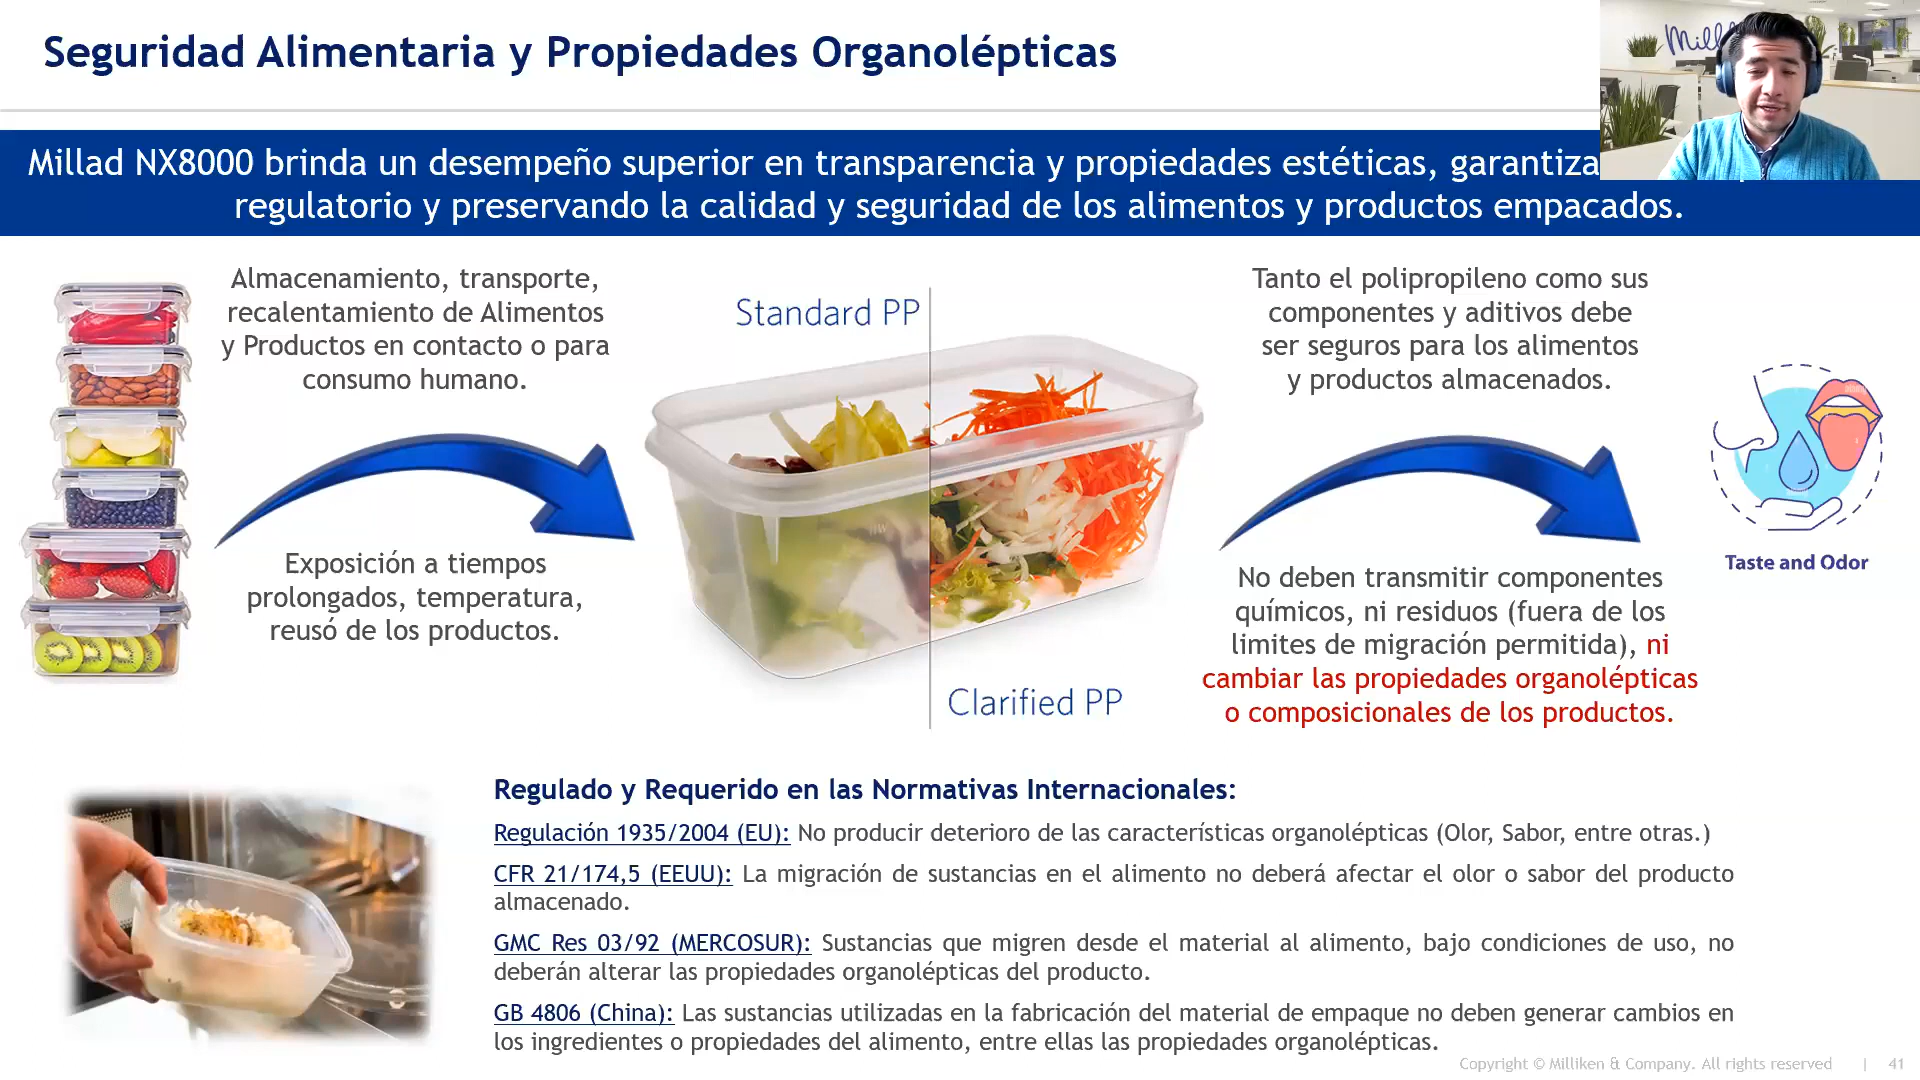 Seguridad Alimentaria y Propiedades Organolépticas
Mill
Millad NX8000 brinda un desempeño superior en transparencia y propiedades estéticas, garantiza
regulatorio y preservando la calidad y seguridad de los alimentos y productos empacados.
Almacenamiento, transporte,
recalentamiento de Alimentos
y Productos en contacto o para
consumo humano.
Exposición a tiempos
prolongados, temperatura,
reusó de los productos.
Standard PP
Clarified PP
Tanto el polipropileno como sus
componentes y aditivos debe
ser seguros para los alimentos
y productos almacenados.
Taste and Odor
No deben transmitir componentes
químicos, ni residuos (fuera de los
limites de migración permitida), ni
cambiar las propiedades organolépticas
o composicionales de los productos.
Regulado y Requerido en las Normativas Internacionales:
Regulación 1935/2004 (EU): No producir deterioro de las características organolépticas (Olor, Sabor, entre otras.)
CFR 21/174,5 (EEUU): La migración de sustancias en el alimento no deberá afectar el olor o sabor del producto
almacenado.
GMC Res 03/92 (MERCOSUR): Sustancias que migren desde el material al alimento, bajo condiciones de uso, no
deberán alterar las propiedades organolépticas del producto.
GB 4806 (China): Las sustancias utilizadas en la fabricación del material de empaque no deben generar cambios en
los ingredientes o propiedades del alimento, entre ellas las propiedades organolépticas.
Copyright © Milliken & Company. All rights reserved | 41